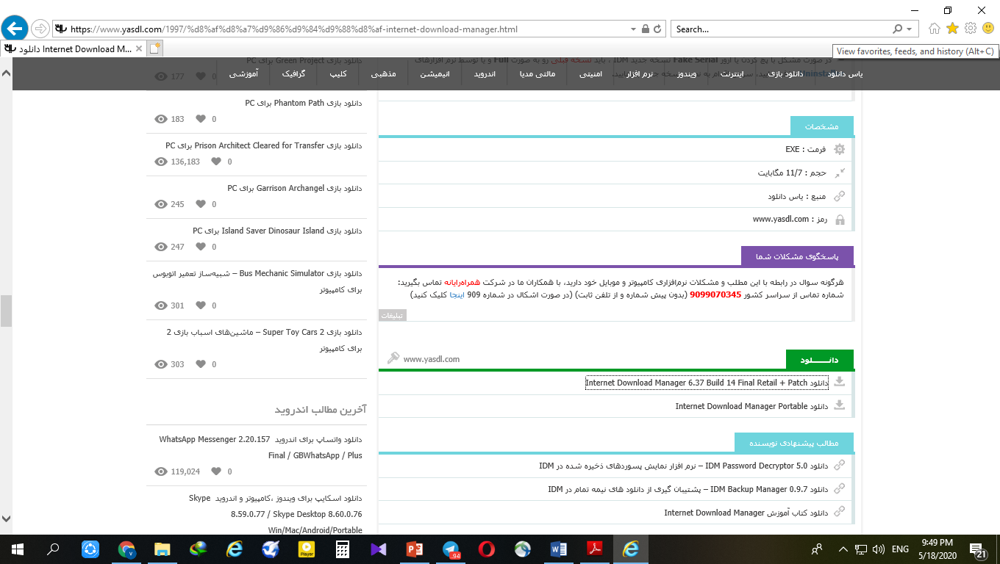 https://www.yasdl.com/1997/%d8%af%d8%a7%d9%86%d9%84%d9%88%d8%af-internet-download-manager.html
Search...
دانلود Internet Download M...
View favorites, feeds, and history (Alt+C)
یاس دانلود
دانلود بازی
اینترنت
ویندوز
نرم افزار
امنیتی
مالتی مدیا
اندروید
انیمیشن
مذهبی
کلیپ
گرافیک
آموزشی
مشخصات
فرمت : EXE
حجم : 11/7 مگابایت
منبع : یاس دانلود
رمز : www.yasdl.com
پاسخگوی مشکلات شما
هرگونه سوال در رابطه با این مطلب و مشکلات نرم‌افزاری کامپیوتر و موبایل خود دارید، با همکاران ما در شرکت همراه‌رایانه تماس بگیرید:
شماره تماس از سراسر کشور 9099070345 (بدون پیش شماره و از تلفن ثابت) (در صورت اشکال در شماره 909 اینجا کلیک کنید)
تبلیغات
دانـــــلود
www.yasdl.com
دانلود Internet Download Manager 6.37 Build 14 Final Retail + Patch
دانلود Internet Download Manager Portable
مطالب پیشنهادی نویسنده
دانلود IDM Password Decryptor 5.0 – نرم افزار نمایش پسوردهای ذخیره شده در IDM
دانلود IDM Backup Manager 0.9.7 – پشتیبان گیری از دانلود های نیمه تمام در IDM
دانلود کتاب آموزش Internet Download Manager
دانلود بازی Green Project برای PC
177 0
دانلود بازی Phantom Path برای PC
183 0
دانلود بازی Prison Architect Cleared for Transfer برای PC
136,183 0
دانلود بازی Garrison Archangel برای PC
245 0
دانلود بازی Island Saver Dinosaur Island برای PC
247 0
دانلود بازی Bus Mechanic Simulator – شبیه‌ساز تعمیر اتوبوس
برای کامپیوتر
301 0
دانلود بازی Super Toy Cars 2 – ماشین‌های اسباب بازی 2
برای کامپیوتر
303 0
آخرین مطالب اندروید
دانلود واتساپ برای اندروید WhatsApp Messenger 2.20.157
Final / GBWhatsApp / Plus
119,024 0
دانلود اسکایپ برای ویندوز ،کامپیوتر و اندروید Skype
8.59.0.77 / Skype Desktop 8.60.0.76
Win/Mac/Android/Portable
Player
94
ENG
9:49 PM
5/18/2020
21